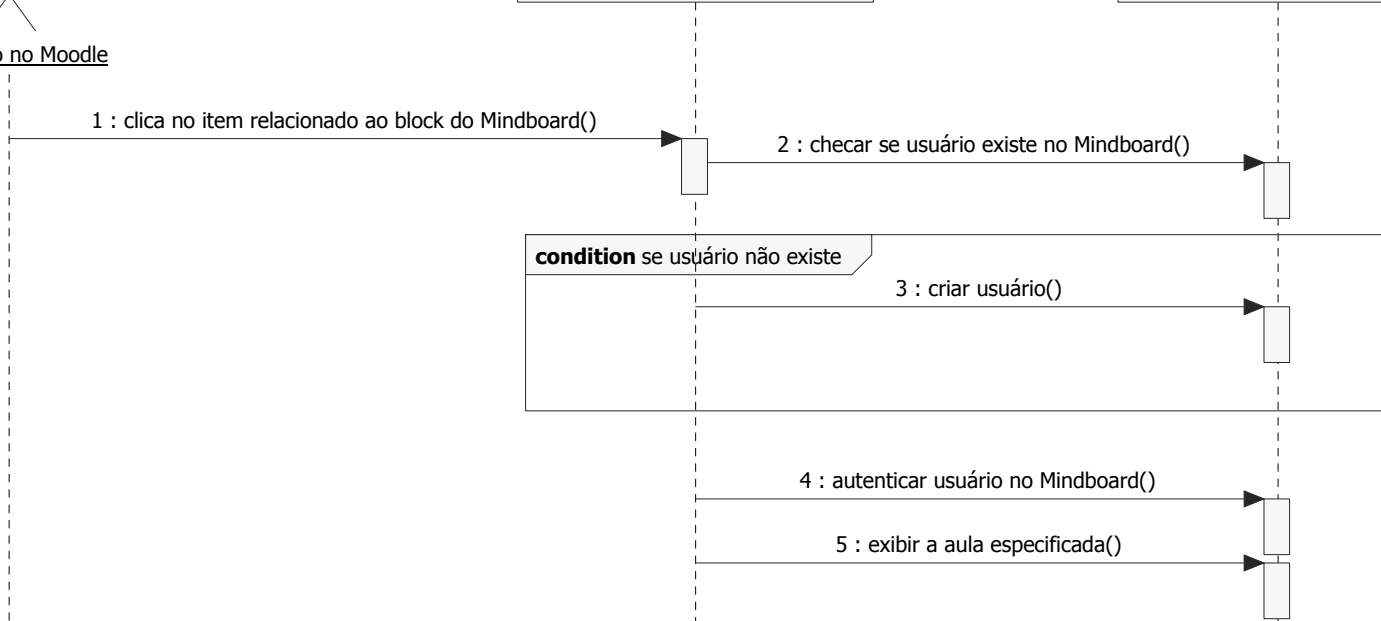 o no Moodle
1 : clica no item relacionado ao block do Mindboard()
2 : checar se usuário existe no Mindboard()
condition se usuário não existe
3 : criar usuário()
4 : autenticar usuário no Mindboard()
5 : exibir a aula especificada()